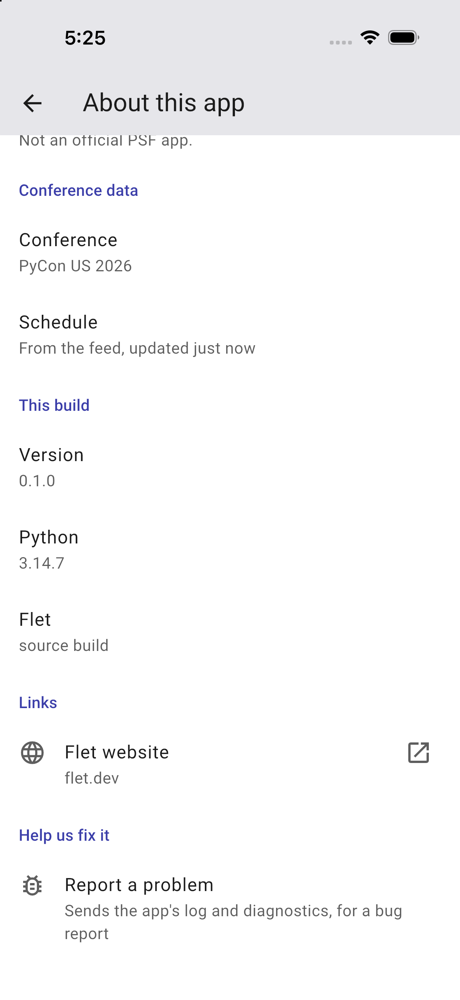 5:25
About this app
Not an official PSF app.
Conference data
Conference
PyCon US 2026
Schedule
From the feed, updated just now
This build
Version
0.1.0
Python
3.14.7
Flet
source build
Links
Flet website
flet.dev
Help us fix it
Report a problem
Sends the app's log and diagnostics, for a bug
report